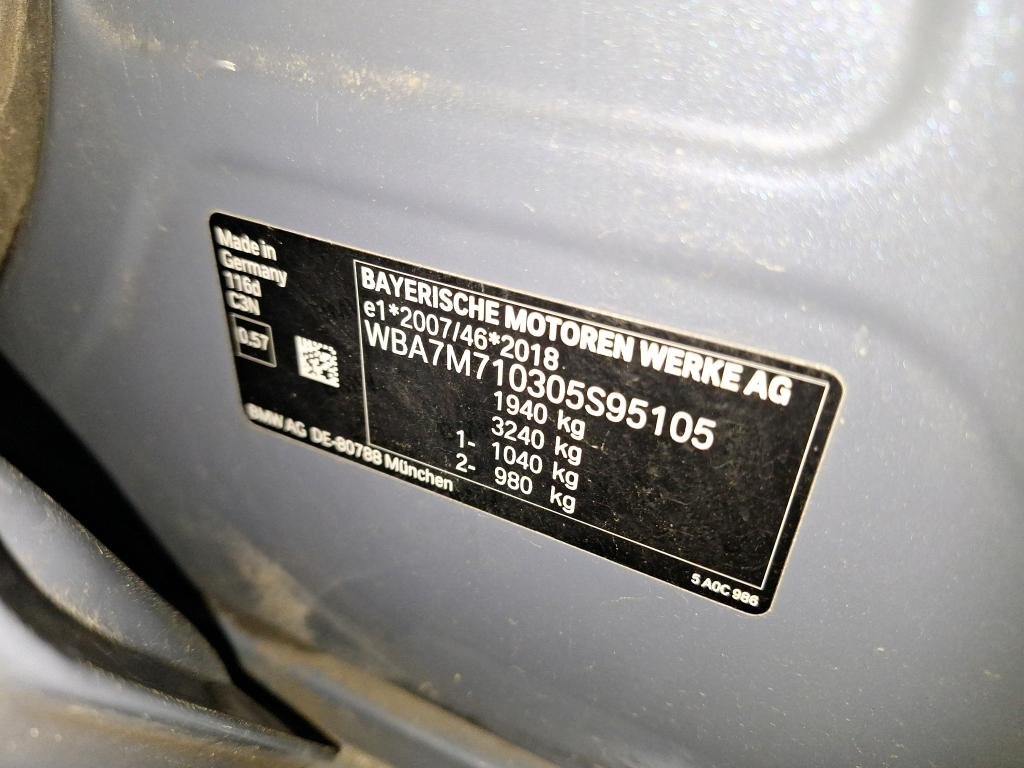 Made in
Germany
116d
C3N
0.57
BMW AG DE-80788 München
BAYERISCHE MOTOREN WERKE AG
e1*2007/46*2018
WBA7M710305S95105
1940 kg
3240 kg
1- 1040 kg
2- 980 kg
5 A0C 986